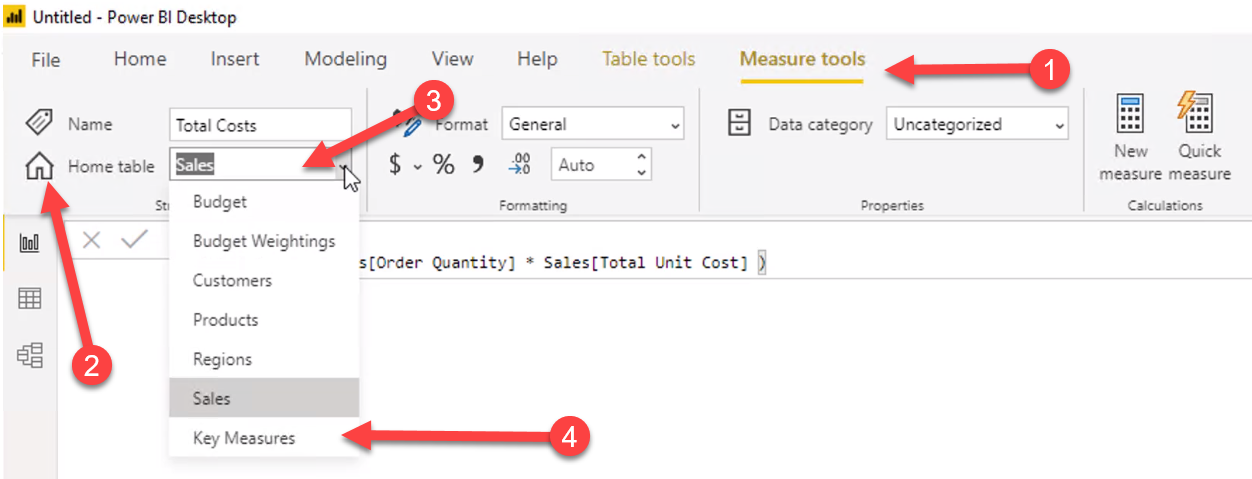 Untitled - Power BI Desktop
File Home Insert Modeling View Help Table tools Measure tools 1
3
Name Total Costs Format General Data category Uncategorized New measure Quick measure
Home table Sales $ % .00 →.0 Auto
Formatting Properties Calculations
Budget
Budget Weightings
[Order Quantity] * Sales[Total Unit Cost] )
Customers
Products
Regions
2
Sales
Key Measures 4